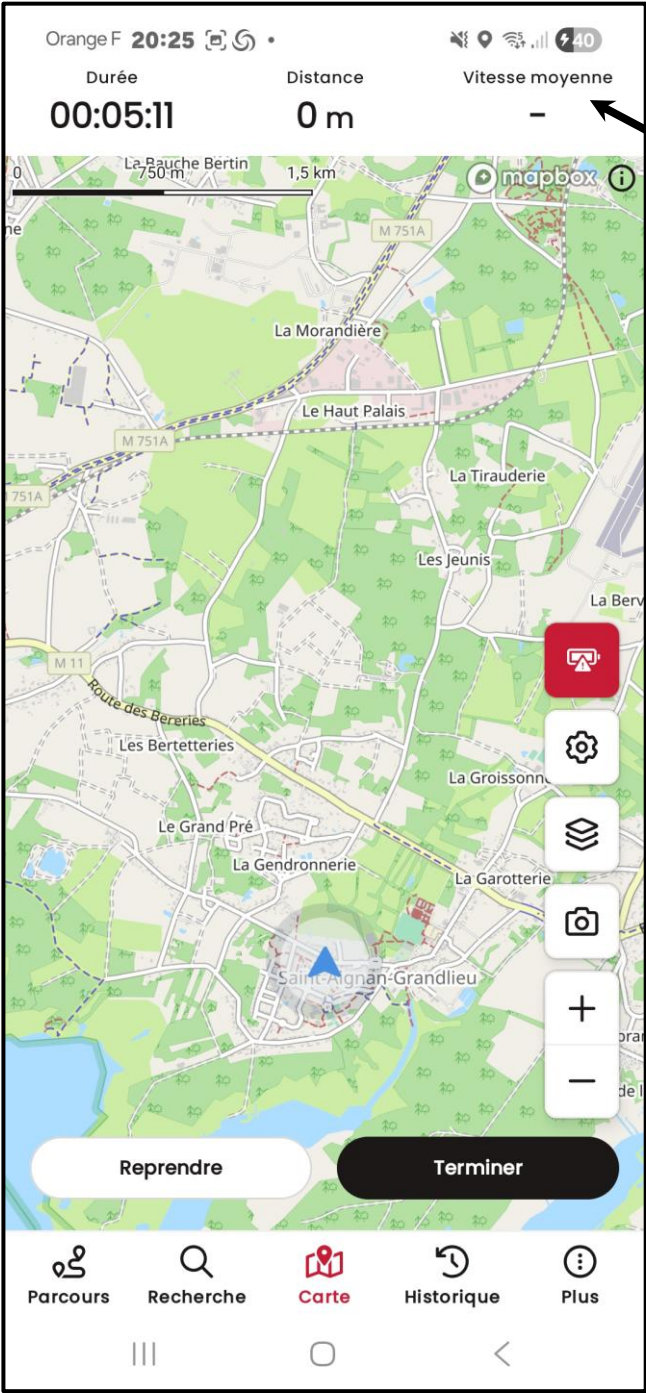 Orange F 20:25 40
Durée Distance Vitesse moyenne
00:05:11 0 m -
La Bauche Bertin
0 750 m 1,5 km
mapbox
ne
M 751A
La Morandière
Le Haut Palais
M 751A
La Tirauderie
751A
Les Jeunis
La Berv
M 11
Route des Bereries
Les Bertetteries
La Groissonn
Le Grand Pré
La Gendronnerie
La Garotterie
Saint-Aignan-Grandlieu
de l
Reprendre Terminer
Parcours Recherche Carte Historique Plus